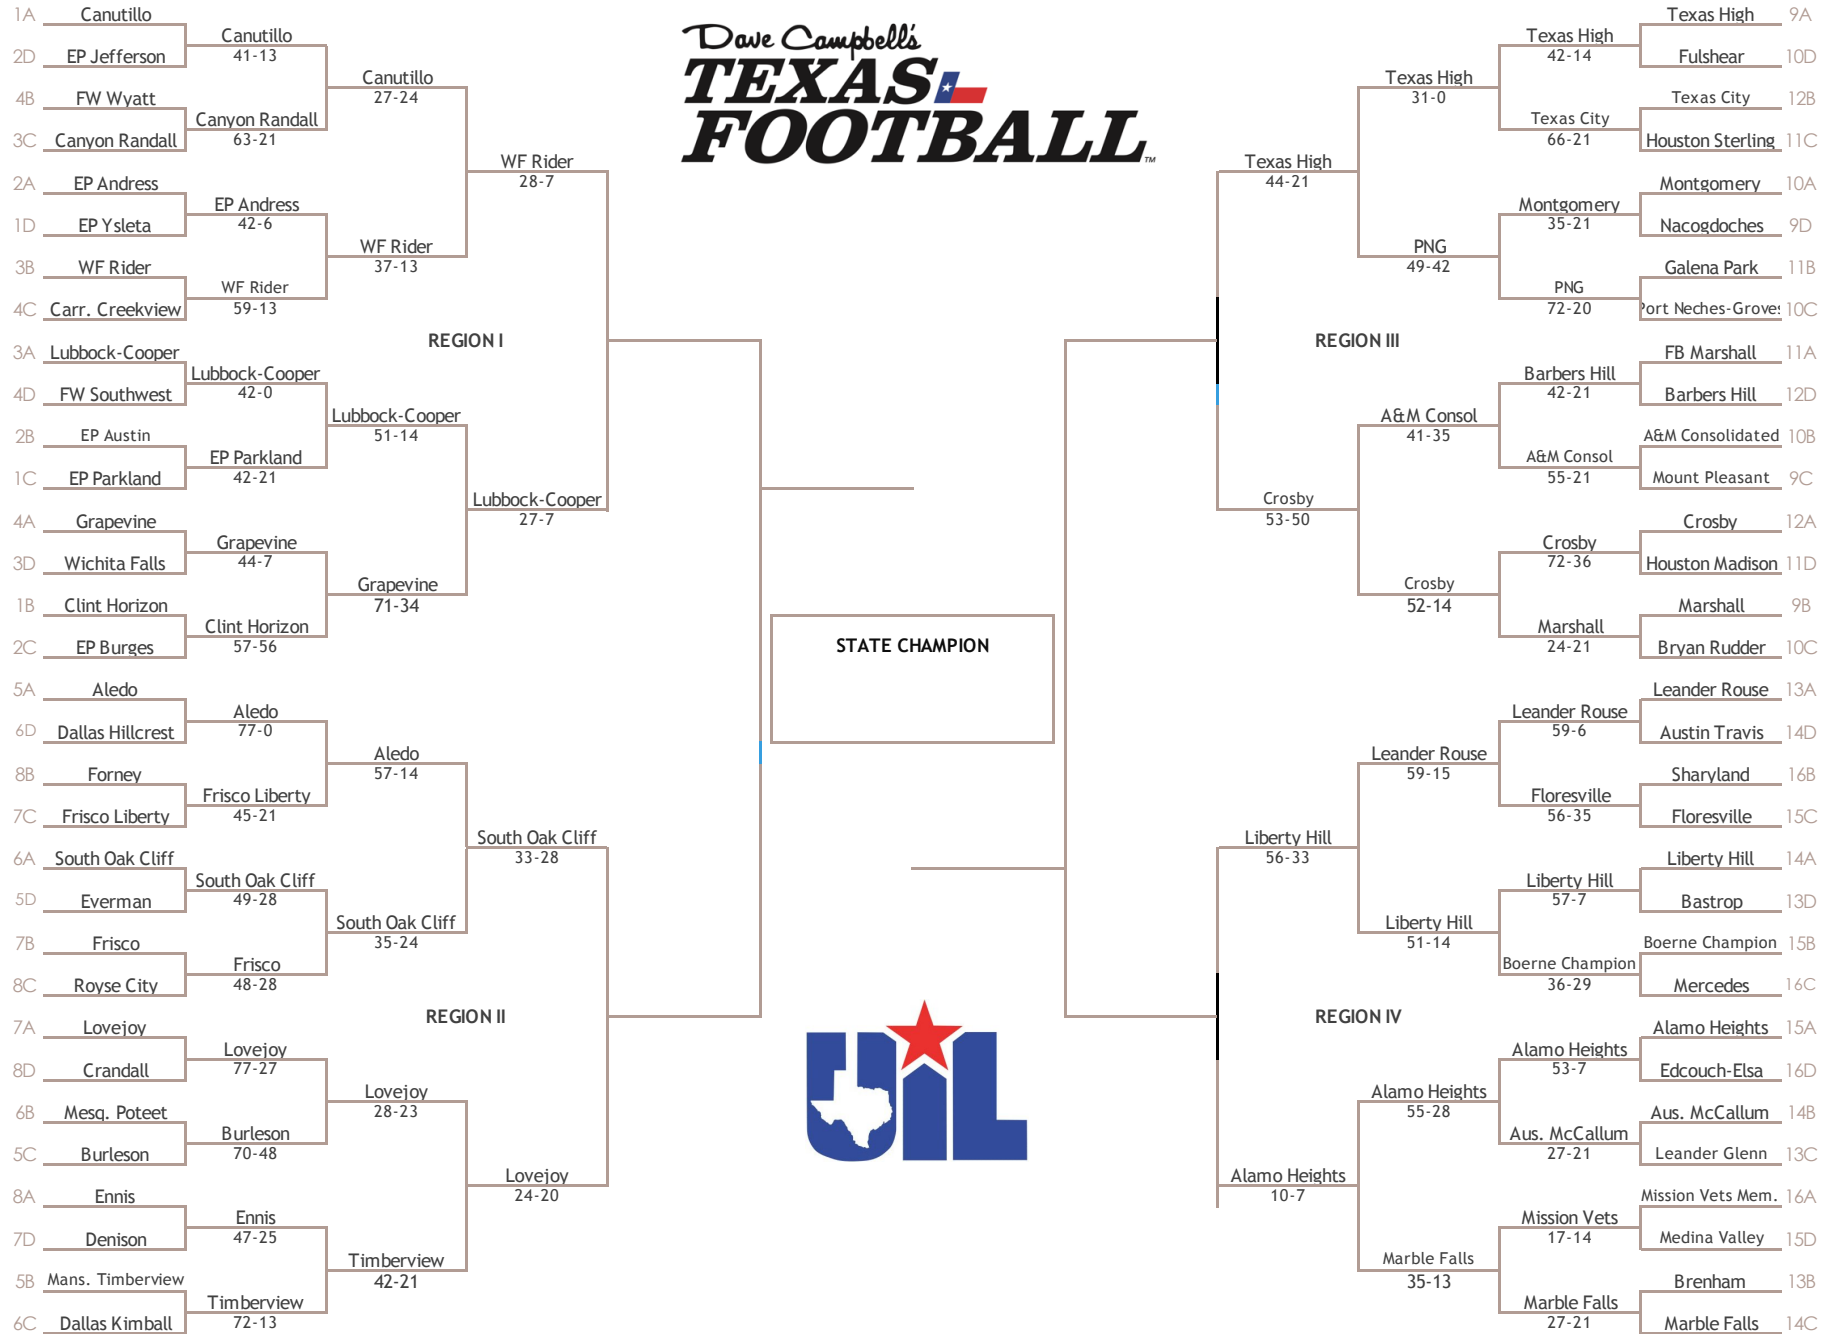 Dave Campbell's
TEXAS
FOOTBALL™
1A Canutillo
2D EP Jefferson
4B FW Wyatt
3C Canyon Randall
2A EP Andress
1D EP Ysleta
3B WF Rider
4C Carr. Creekview
3A Lubbock-Cooper
4D FW Southwest
2B EP Austin
1C EP Parkland
4A Grapevine
3D Wichita Falls
1B Clint Horizon
2C EP Burges
5A Aledo
6D Dallas Hillcrest
8B Forney
7C Frisco Liberty
6A South Oak Cliff
5D Everman
7B Frisco
8C Royse City
7A Lovejoy
8D Crandall
6B Mesq. Poteet
5C Burleson
8A Ennis
7D Denison
5B Mans. Timberview
6C Dallas Kimball
Canutillo
41-13
Canyon Randall
63-21
EP Andress
42-6
WF Rider
59-13
Lubbock-Cooper
42-0
EP Parkland
42-21
Grapevine
44-7
Clint Horizon
57-56
Aledo
77-0
Frisco Liberty
45-21
South Oak Cliff
49-28
Frisco
48-28
Lovejoy
77-27
Burleson
70-48
Ennis
47-25
Timberview
72-13
Canutillo
27-24
WF Rider
37-13
Lubbock-Cooper
51-14
Grapevine
71-34
Aledo
57-14
South Oak Cliff
35-24
Lovejoy
28-23
Timberview
42-21
WF Rider
28-7
REGION I
Lubbock-Cooper
27-7
South Oak Cliff
33-28
REGION II
Lovejoy
24-20
STATE CHAMPION
UIL
Texas High
44-21
REGION III
Crosby
53-50
Liberty Hill
56-33
REGION IV
Alamo Heights
10-7
Texas High
31-0
PNG
49-42
A&M Consol
41-35
Crosby
52-14
Leander Rouse
59-15
Liberty Hill
51-14
Alamo Heights
55-28
Marble Falls
35-13
Texas High
42-14
Texas City
66-21
Montgomery
35-21
PNG
72-20
Barbers Hill
42-21
A&M Consol
55-21
Crosby
72-36
Marshall
24-21
Leander Rouse
59-6
Floresville
56-35
Liberty Hill
57-7
Boerne Champion
36-29
Alamo Heights
53-7
Aus. McCallum
27-21
Mission Vets
17-14
Marble Falls
27-21
Texas High 9A
Fulshear 10D
Texas City 12B
Houston Sterling 11C
Montgomery 10A
Nacogdoches 9D
Galena Park 11B
Port Neches-Groves 10C
FB Marshall 11A
Barbers Hill 12D
A&M Consolidated 10B
Mount Pleasant 9C
Crosby 12A
Houston Madison 11D
Marshall 9B
Bryan Rudder 10C
Leander Rouse 13A
Austin Travis 14D
Sharyland 16B
Floresville 15C
Liberty Hill 14A
Bastrop 13D
Boerne Champion 15B
Mercedes 16C
Alamo Heights 15A
Edcouch-Elsa 16D
Aus. McCallum 14B
Leander Glenn 13C
Mission Vets Mem. 16A
Medina Valley 15D
Brenham 13B
Marble Falls 14C